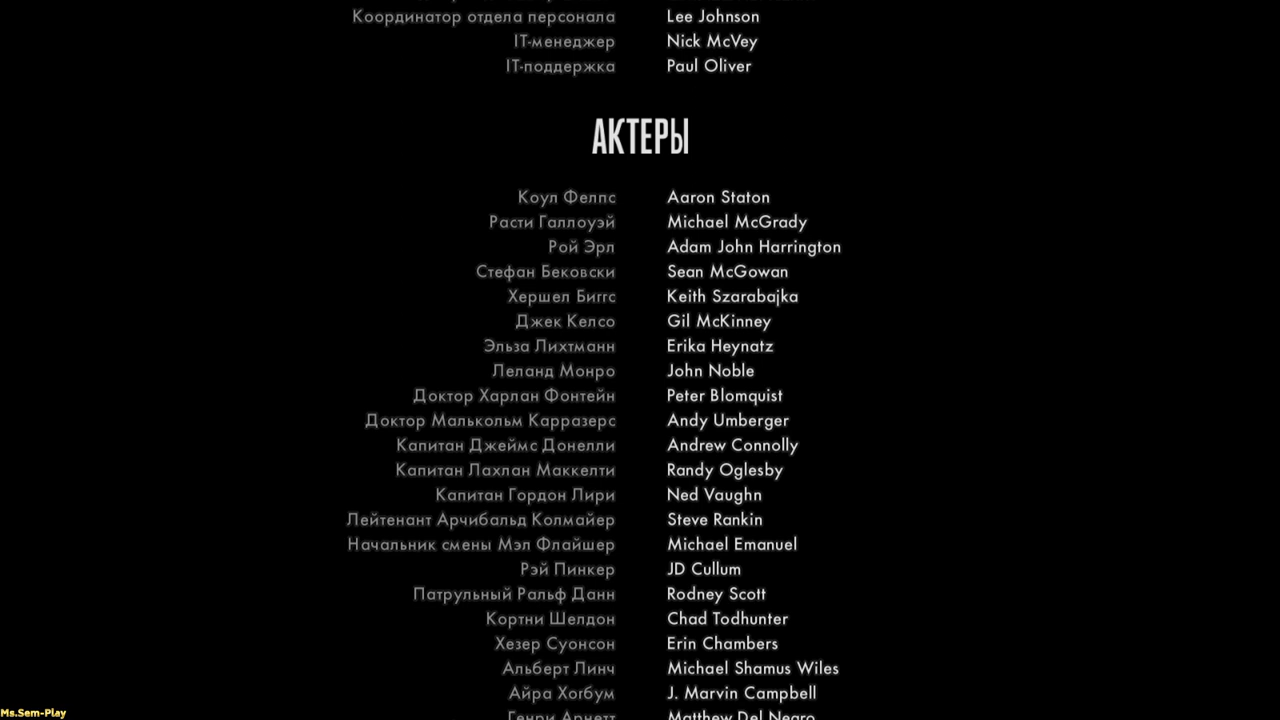 Координатор отдела персонала Lee Johnson
IT-менеджер Nick McVey
IT-поддержка Paul Oliver
АКТЕРЫ
Коул Фелпс Aaron Staton
Расти Галлоуэй Michael McGrady
Рой Эрл Adam John Harrington
Стефан Бековски Sean McGowan
Хершел Биггс Keith Szarabajka
Джек Келсо Gil McKinney
Эльза Лихтманн Erika Heynatz
Леланд Монро John Noble
Доктор Харлан Фонтейн Peter Blomquist
Доктор Малькольм Карразерс Andy Umberger
Капитан Джеймс Донелли Andrew Connolly
Капитан Лахлан Маккелти Randy Oglesby
Капитан Гордон Лири Ned Vaughn
Лейтенант Арчибальд Колмайер Steve Rankin
Начальник смены Мэл Флайшер Michael Emanuel
Рэй Пинкер JD Cullum
Патрульный Ральф Данн Rodney Scott
Кортни Шелдон Chad Todhunter
Хезер Суонсон Erin Chambers
Альберт Линч Michael Shamus Wiles
Айра Хогбум J. Marvin Campbell
Генри Арнетт Matthew Del Negro
Ms.Sem-Play